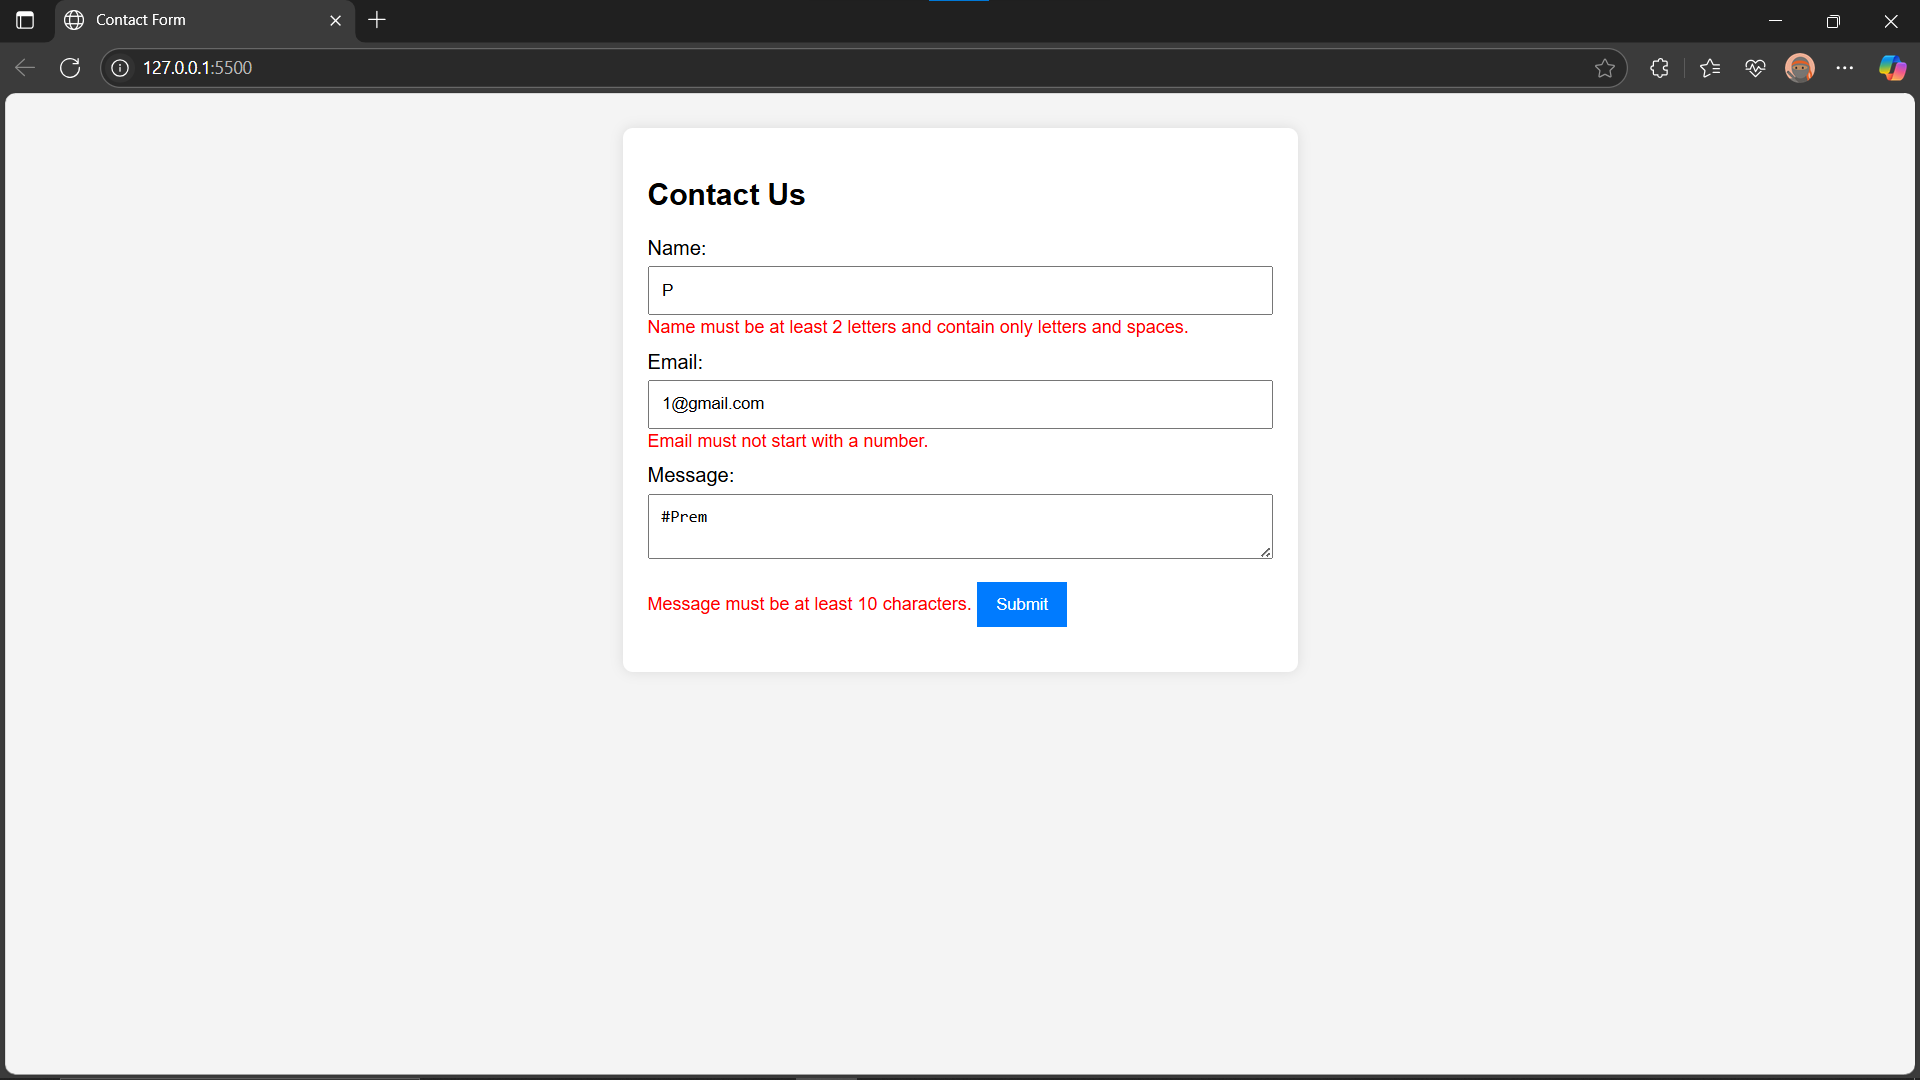 Contact Form
127.0.0.1:5500
Contact Us
Name:
P
Name must be at least 2 letters and contain only letters and spaces.
Email:
1@gmail.com
Email must not start with a number.
Message:
#Prem
Message must be at least 10 characters. Submit